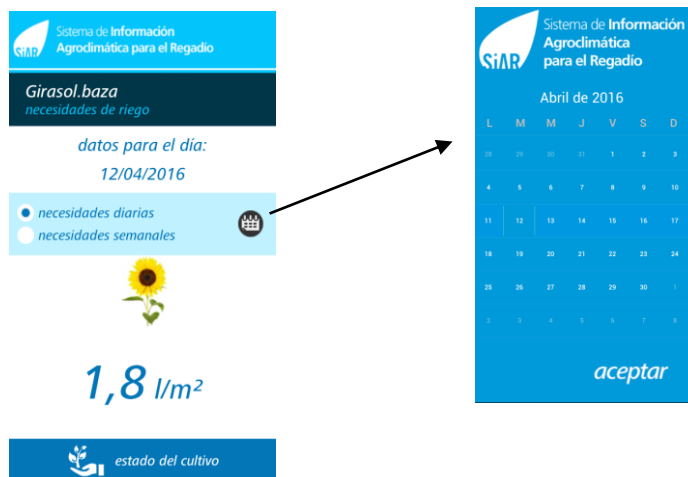 SiAR
Sistema de Información
Agroclimática para el Regadío
Girasol.baza
necesidades de riego
datos para el día:
12/04/2016
necesidades diarias
necesidades semanales
1,8 l/m²
estado del cultivo
SiAR
Sistema de Información
Agroclimática
para el Regadío
Abril de 2016
L M M J V S D
28 29 30 31 1 2 3
4 5 6 7 8 9 10
11 12 13 14 15 16 17
18 19 20 21 22 23 24
25 26 27 28 29 30 1
2 3 4 5 6 7 8
aceptar